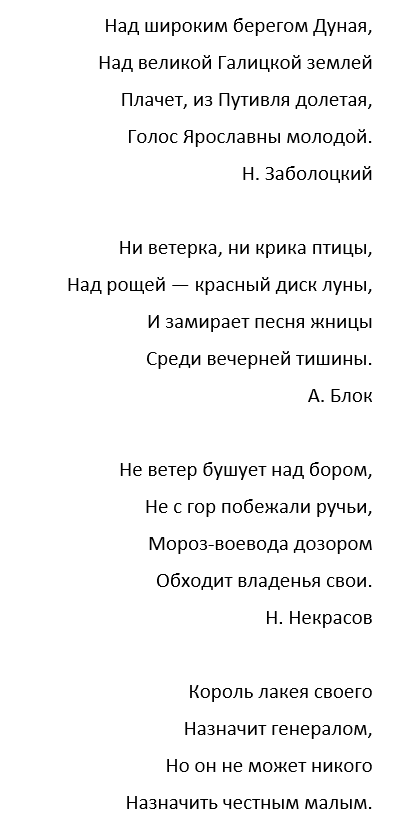 Над широким берегом Дуная,
Над великой Галицкой землей
Плачет, из Путивля долетая,
Голос Ярославны молодой.
Н. Заболоцкий
Ни ветерка, ни крика птицы,
Над рощей — красный диск луны,
И замирает песня жницы
Среди вечерней тишины.
А. Блок
Не ветер бушует над бором,
Не с гор побежали ручьи,
Мороз-воевода дозором
Обходит владенья свои.
Н. Некрасов
Король лакея своего
Назначит генералом,
Но он не может никого
Назначить честным малым.